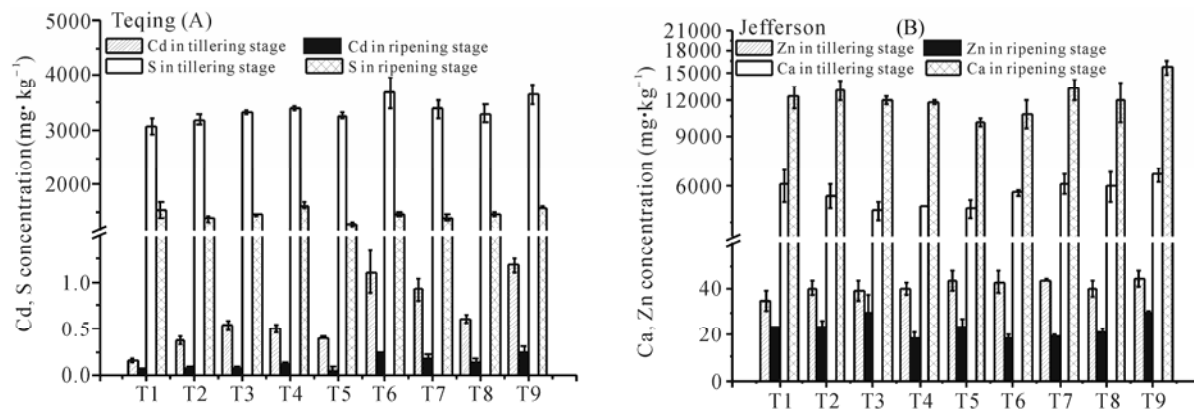 Teqing (A)
Cd in tillering stage
Cd in ripening stage
S in tillering stage
S in ripening stage
Cd, S concentration(mg· kg⁻¹)
5000
4000
3000
2000
1.0
0.5
0.0
T1 T2 T3 T4 T5 T6 T7 T8 T9
Jefferson (B)
Zn in tillering stage
Zn in ripening stage
Ca in tillering stage
Ca in ripening stage
Ca, Zn concentration (mg·kg⁻¹)
21000
18000
15000
12000
9000
6000
40
20
0
T1 T2 T3 T4 T5 T6 T7 T8 T9